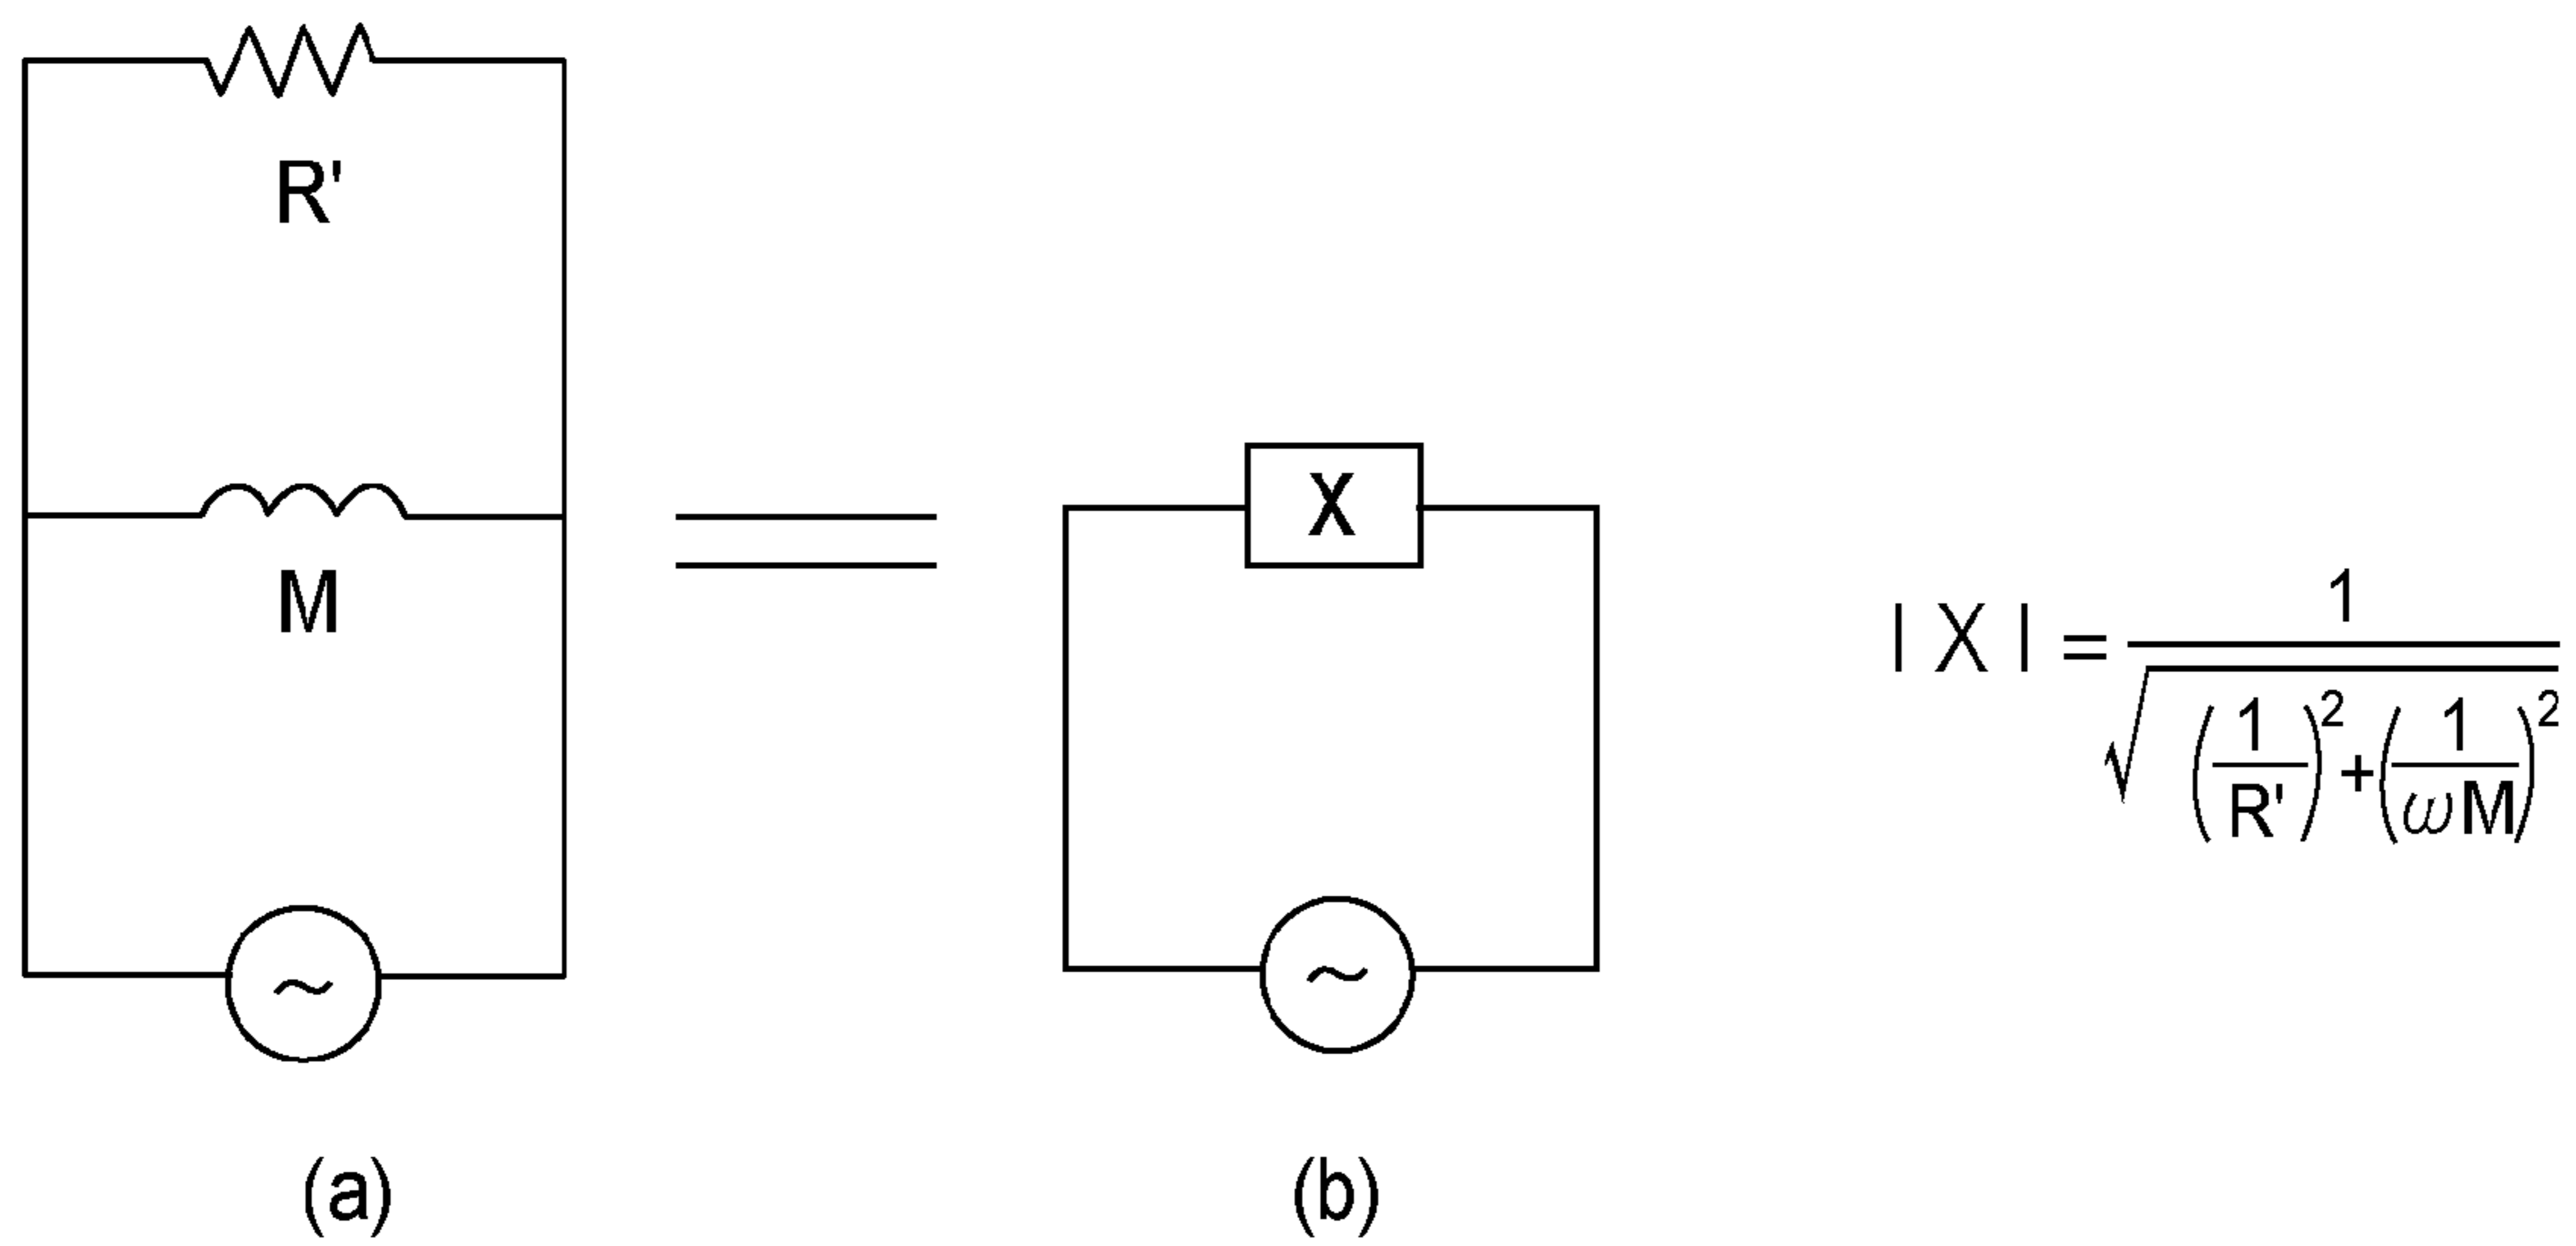 R'
M
X
| X | = 1 / √( (1/R')² + (1/ωM)² )
(a)
(b)